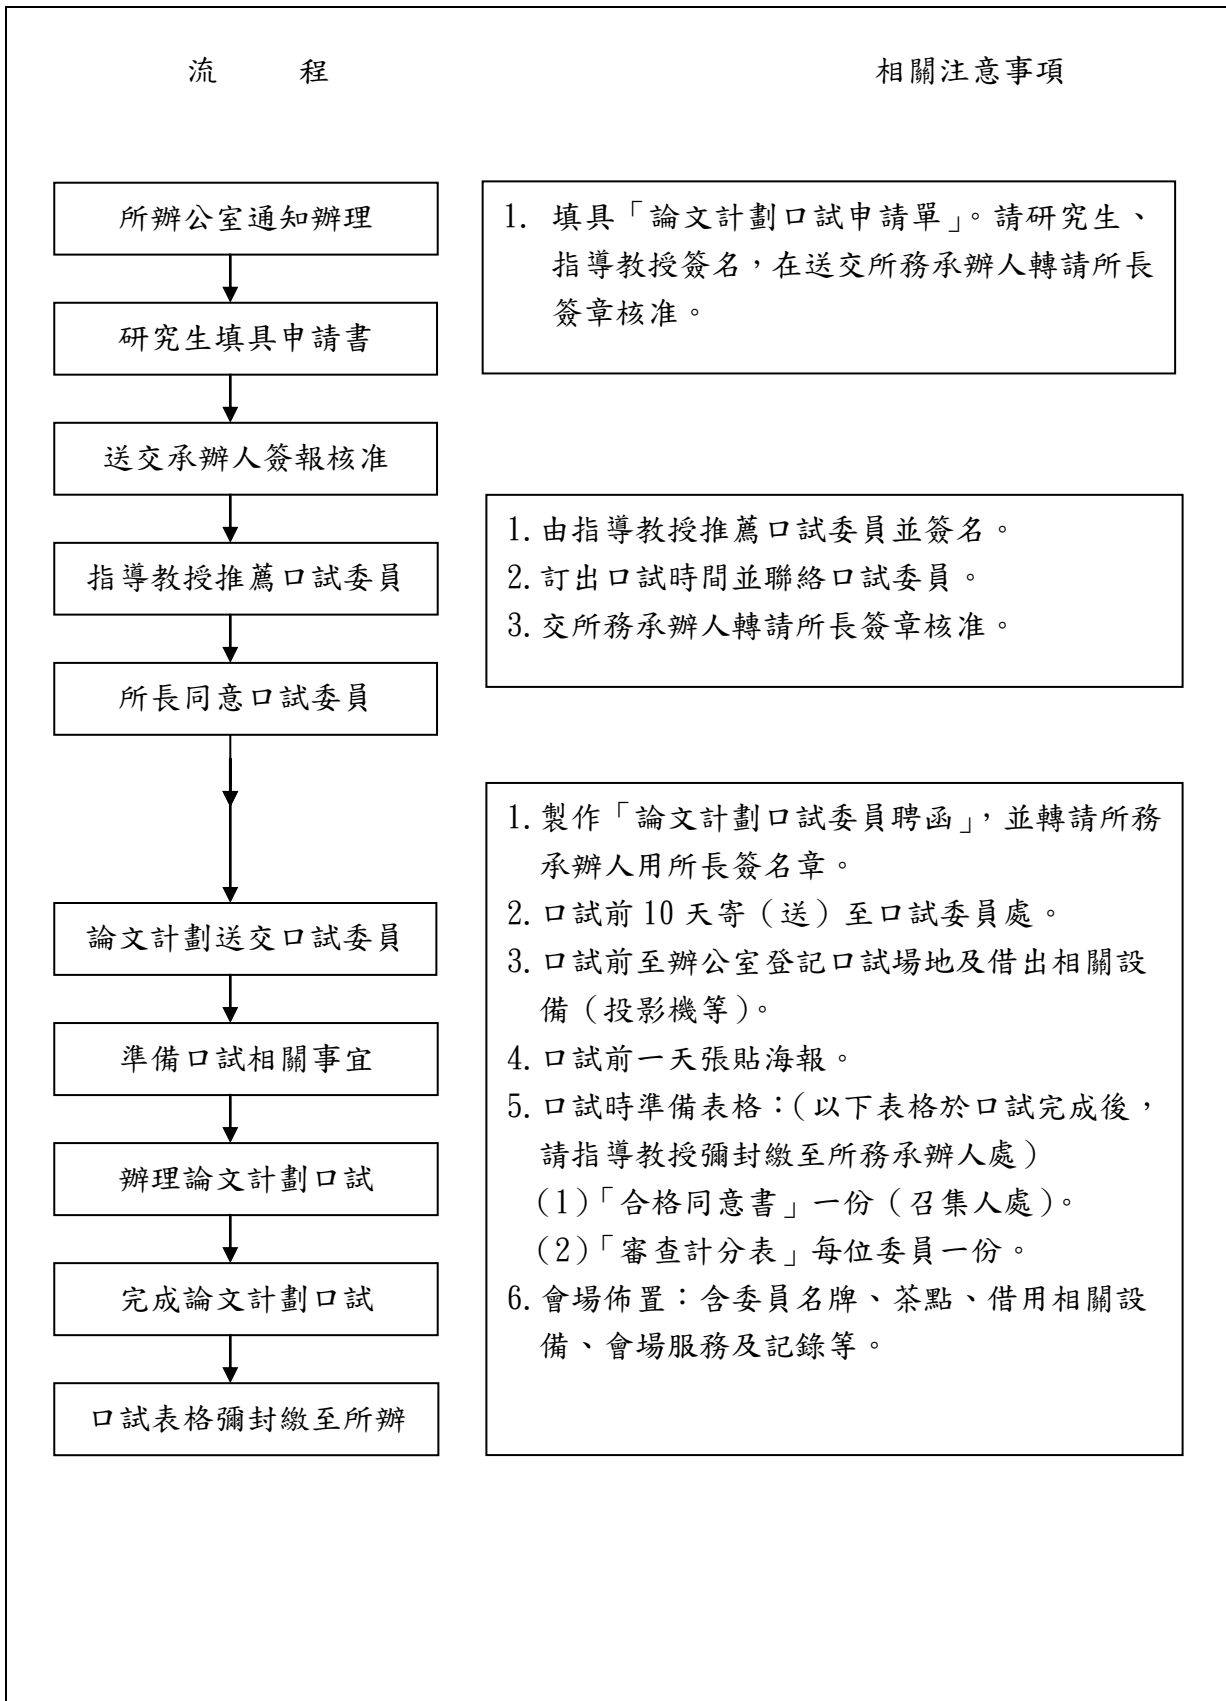 流 程
相關注意事項
所辦公室通知辦理
研究生填具申請書
送交承辦人簽報核准
指導教授推薦口試委員
所長同意口試委員
論文計劃送交口試委員
準備口試相關事宜
辦理論文計劃口試
完成論文計劃口試
口試表格彌封繳至所辦
1. 填具「論文計劃口試申請單」。請研究生、
指導教授簽名,在送交所務承辦人轉請所長
簽章核准。
1.由指導教授推薦口試委員並簽名。
2.訂出口試時間並聯絡口試委員。
3.交所務承辦人轉請所長簽章核准。
1.製作「論文計劃口試委員聘函」,並轉請所務
承辦人用所長簽名章。
2.口試前 10 天寄(送)至口試委員處。
3.口試前至辦公室登記口試場地及借出相關設
備(投影機等)。
4.口試前一天張貼海報。
5.口試時準備表格:(以下表格於口試完成後,
請指導教授彌封繳至所務承辦人處)
(1)「合格同意書」一份(召集人處)。
(2)「審查計分表」每位委員一份。
6.會場佈置:含委員名牌、茶點、借用相關設
備、會場服務及記錄等。